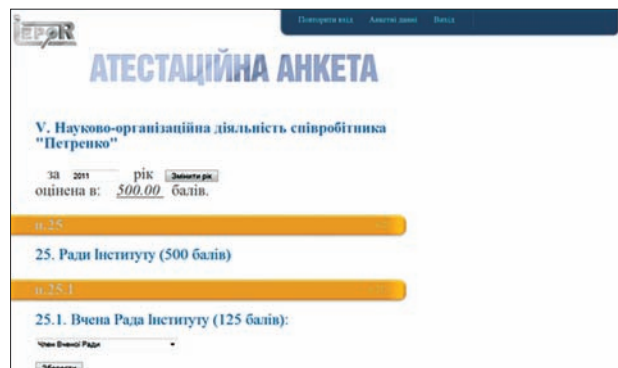 ІЕРОR
Повторити вхід Анкетні данні Вихід
АТЕСТАЦІЙНА АНКЕТА
V. Науково-організаційна діяльність співробітника
"Петренко"
за 2011 рік Змінити рік
оцінена в: 500.00 балів.
п.25
25. Ради Інституту (500 балів)
п.25.1
25.1. Вчена Рада Інституту (125 балів):
Член Вченої Ради
Зберегти